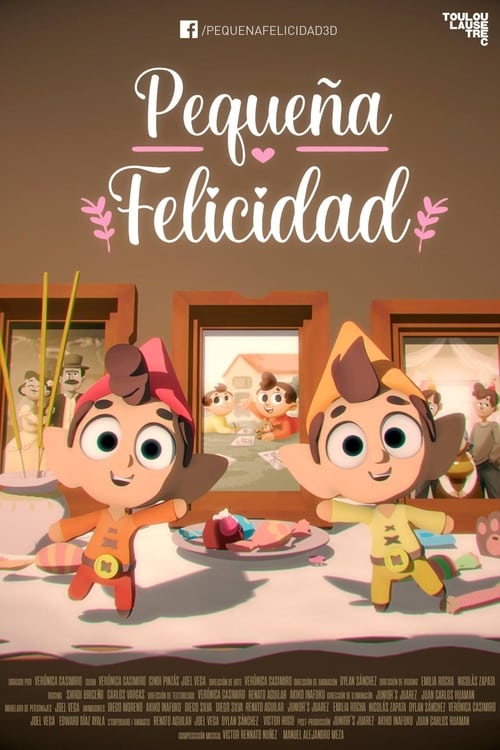 /PEQUENAFELICIDAD3D
TOULOU
LAUSE
TREC
Pequeña
Felicidad
DIRIGIDO POR VERÓNICA CASIMIRO GUION VERÓNICA CASIMIRO CINDI PINZÁS JOEL VEGA DIRECCIÓN DE ARTE VERÓNICA CASIMIRO DIRECCIÓN DE ANIMACIÓN DYLAN SÁNCHEZ DIRECCIÓN DE RIGGING EMILIA ROCHA NICOLÁS ZAPATA
RIGGING BRICEÑO CARLOS VARGAS DIRECCIÓN DE VERÓNICA CASIMIRO RENATO AGUILAR AKIKO INAFUKU DIRECCIÓN DE ILUMINACIÓN JUNIOR'S JUAREZ JUAN CARLOS HUAMAN
MODELADO DE PERSONAJES JOEL VEGA ANIMADORES DIEGO MORENO AKIKO INAFUKU DIEGO SILVA RENATO AGUILAR JUNIOR'S JUAREZ EMILIA ROCHA NICOLÁS ZAPATA DYLAN SÁNCHEZ VERÓNICA CASIMIRO
JOEL VEGA EDWARD DÍAZ AYALA STORYBOARD / ANIMATIC RENATO AGUILAR JOEL VEGA DYLAN SÁNCHEZ VICTOR HUGO POST-PRODUCCIÓN JUNIOR'S JUAREZ AKIKO INAFUKU JUAN CARLOS HUAMAN
COMPOSICIÓN MUSICAL VICTOR RENNATO NUÑEZ MANUEL ALEJANDRO MEZA